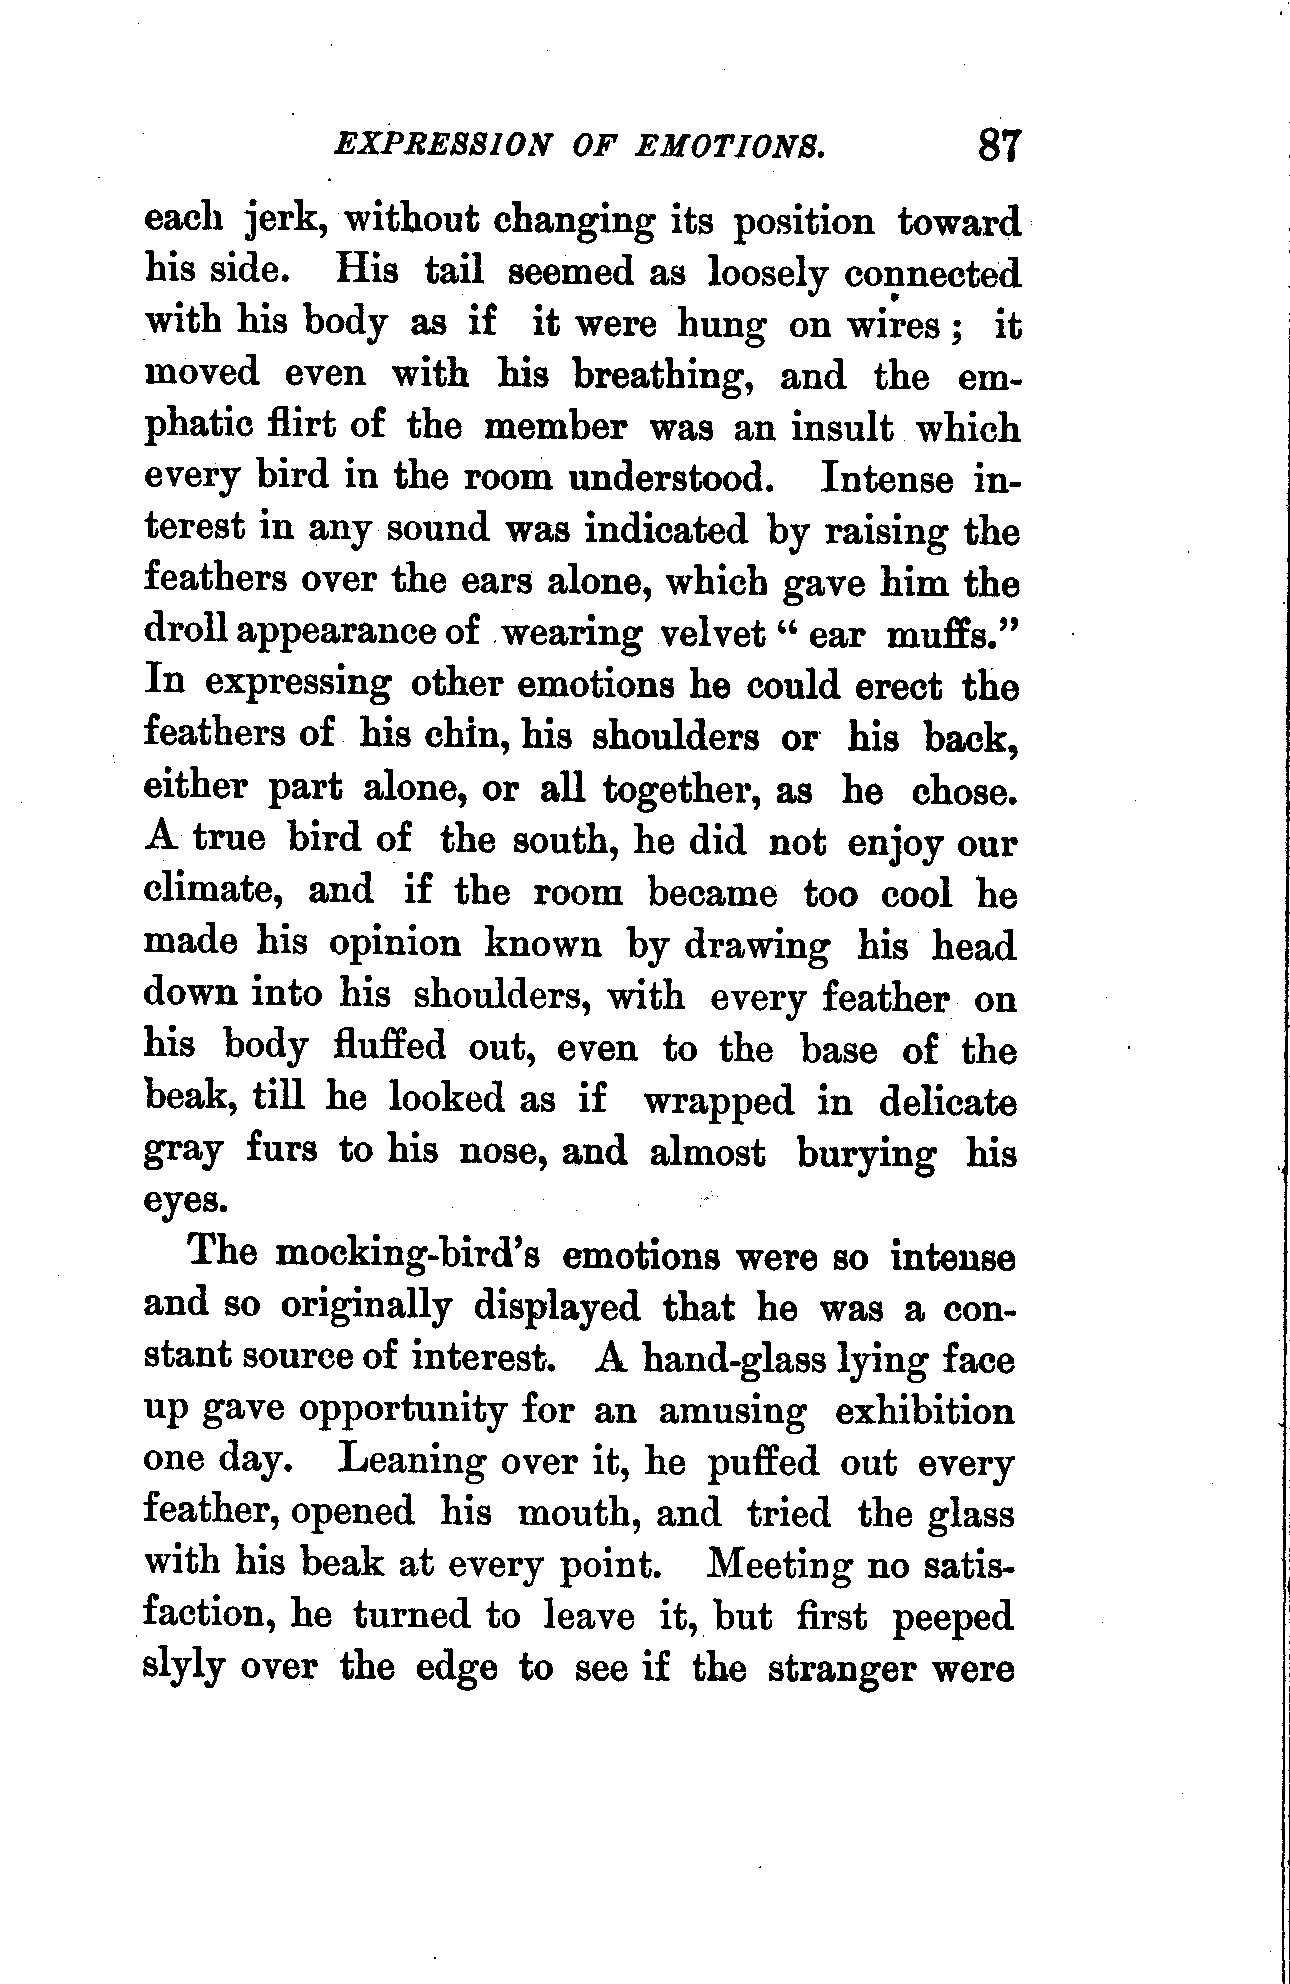 EXPRESSION OF EMOTIONS. 87
each jerk, without changing its position toward
his side. His tail seemed as loosely connected
with his body as if it were hung on wires ; it
moved even with his breathing, and the em-
phatic flirt of the member was an insult which
every bird in the room understood. Intense in-
terest in any sound was indicated by raising the
feathers over the ears alone, which gave him the
droll appearance of wearing velvet “ ear muffs.”
In expressing other emotions he could erect the
feathers of his chin, his shoulders or his back,
either part alone, or all together, as he chose.
A true bird of the south, he did not enjoy our
climate, and if the room became too cool he
made his opinion known by drawing his head
down into his shoulders, with every feather on
his body fluffed out, even to the base of the
beak, till he looked as if wrapped in delicate
gray furs to his nose, and almost burying his
eyes.
The mocking-bird’s emotions were so intense
and so originally displayed that he was a con-
stant source of interest. A hand-glass lying face
up gave opportunity for an amusing exhibition
one day. Leaning over it, he puffed out every
feather, opened his mouth, and tried the glass
with his beak at every point. Meeting no satis-
faction, he turned to leave it, but first peeped
slyly over the edge to see if the stranger were